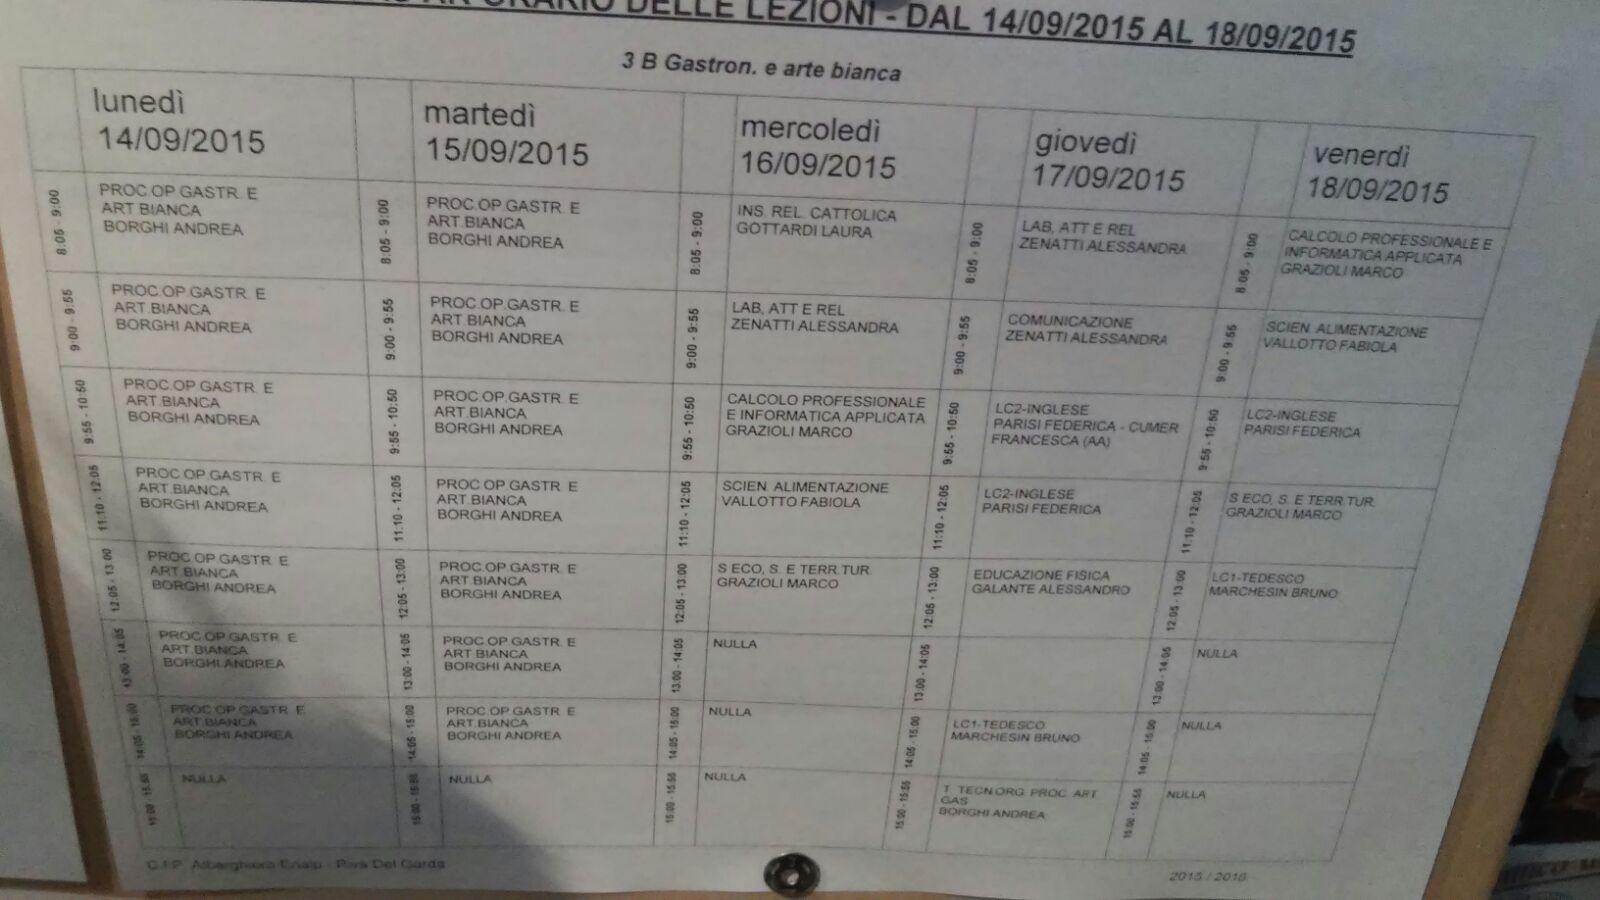 ORARIO DELLE LEZIONI - DAL 14/09/2015 AL 18/09/2015
3 B Gastron. e arte bianca
lunedì
14/09/2015
martedì
15/09/2015
mercoledì
16/09/2015
giovedì
17/09/2015
venerdì
18/09/2015
8:05 - 9:00
PROC.OP.GASTR. E
ART.BIANCA
BORGHI ANDREA
8:05 - 9:00
PROC.OP.GASTR. E
ART.BIANCA
BORGHI ANDREA
8:05 - 9:00
INS. REL. CATTOLICA
GOTTARDI LAURA
8:05 - 9:00
LAB, ATT E REL
ZENATTI ALESSANDRA
8:05 - 9:00
CALCOLO PROFESSIONALE E
INFORMATICA APPLICATA
GRAZIOLI MARCO
9:00 - 9:55
PROC.OP.GASTR. E
ART.BIANCA
BORGHI ANDREA
9:00 - 9:55
PROC.OP.GASTR. E
ART.BIANCA
BORGHI ANDREA
9:00 - 9:55
LAB, ATT E REL
ZENATTI ALESSANDRA
9:00 - 9:55
COMUNICAZIONE
ZENATTI ALESSANDRA
9:00 - 9:55
SCIEN. ALIMENTAZIONE
VALLOTTO FABIOLA
9:55 - 10:50
PROC.OP.GASTR. E
ART.BIANCA
BORGHI ANDREA
9:55 - 10:50
PROC.OP.GASTR. E
ART.BIANCA
BORGHI ANDREA
9:55 - 10:50
CALCOLO PROFESSIONALE
E INFORMATICA APPLICATA
GRAZIOLI MARCO
9:55 - 10:50
LC2-INGLESE
PARISI FEDERICA - CUMER
FRANCESCA (AA)
9:55 - 10:50
LC2-INGLESE
PARISI FEDERICA
11:10 - 12:05
PROC.OP.GASTR. E
ART.BIANCA
BORGHI ANDREA
11:10 - 12:05
PROC.OP.GASTR. E
ART.BIANCA
BORGHI ANDREA
11:10 - 12:05
SCIEN. ALIMENTAZIONE
VALLOTTO FABIOLA
11:10 - 12:05
LC2-INGLESE
PARISI FEDERICA
11:10 - 12:05
S ECO, S. E TERR.TUR.
GRAZIOLI MARCO
12:05 - 13:00
PROC.OP.GASTR. E
ART.BIANCA
BORGHI ANDREA
12:05 - 13:00
PROC.OP.GASTR. E
ART.BIANCA
BORGHI ANDREA
12:05 - 13:00
S ECO, S. E TERR.TUR.
GRAZIOLI MARCO
12:05 - 13:00
EDUCAZIONE FISICA
GALANTE ALESSANDRO
12:05 - 13:00
LC1-TEDESCO
MARCHESIN BRUNO
13:00 - 14:05
PROC.OP.GASTR. E
ART.BIANCA
BORGHI ANDREA
13:00 - 14:05
PROC.OP.GASTR. E
ART.BIANCA
BORGHI ANDREA
13:00 - 14:05
NULLA
13:00 - 14:05
13:00 - 14:05
NULLA
14:05 - 15:00
PROC.OP.GASTR. E
ART.BIANCA
BORGHI ANDREA
14:05 - 15:00
PROC.OP.GASTR. E
ART.BIANCA
BORGHI ANDREA
14:05 - 15:00
NULLA
14:05 - 15:00
LC1-TEDESCO
MARCHESIN BRUNO
14:05 - 15:00
NULLA
15:00 - 15:55
NULLA
15:00 - 15:55
NULLA
15:00 - 15:55
NULLA
15:00 - 15:55
T TECN.ORG. PROC. ART
GAS
BORGHI ANDREA
15:00 - 15:55
NULLA
C.F.P. Alberghiero Enaip - Riva Del Garda
2015 / 2016